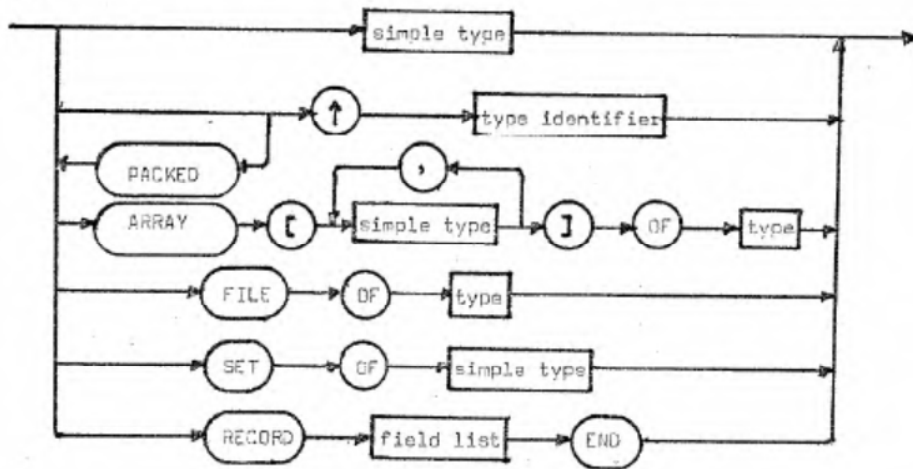 simple type
↑ type identifier
PACKED
,
ARRAY [ simple type ] OF type
FILE OF type
SET OF simple type
RECORD field list END